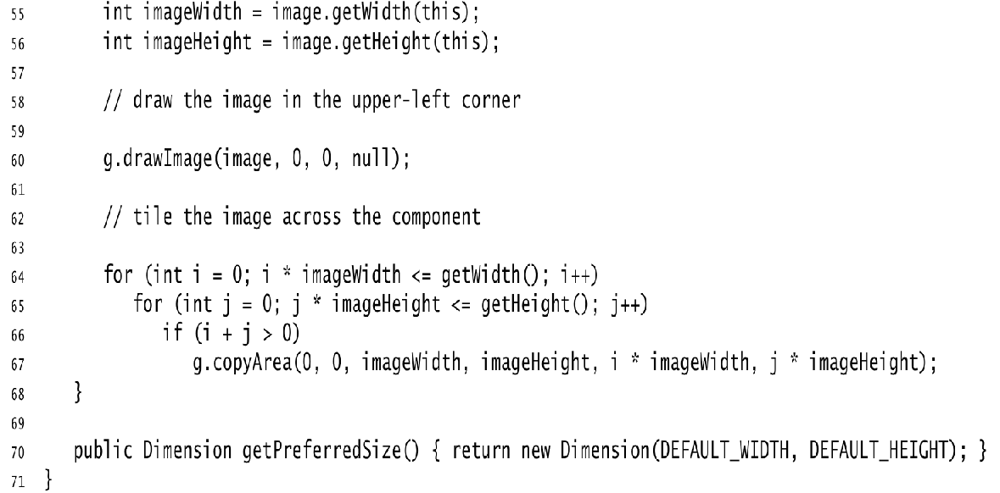 55 int imageWidth = image.getWidth(this);
56 int imageHeight = image.getHeight(this);
57
58 // draw the image in the upper-left corner
59
60 g.drawImage(image, 0, 0, null);
61
62 // tile the image across the component
63
64 for (int i = 0; i * imageWidth <= getWidth(); i++)
65 for (int j = 0; j * imageHeight <= getHeight(); j++)
66 if (i + j > 0)
67 g.copyArea(0, 0, imageWidth, imageHeight, i * imageWidth, j * imageHeight);
68 }
69
70 public Dimension getPreferredSize() { return new Dimension(DEFAULT_WIDTH, DEFAULT_HEIGHT); }
71 }